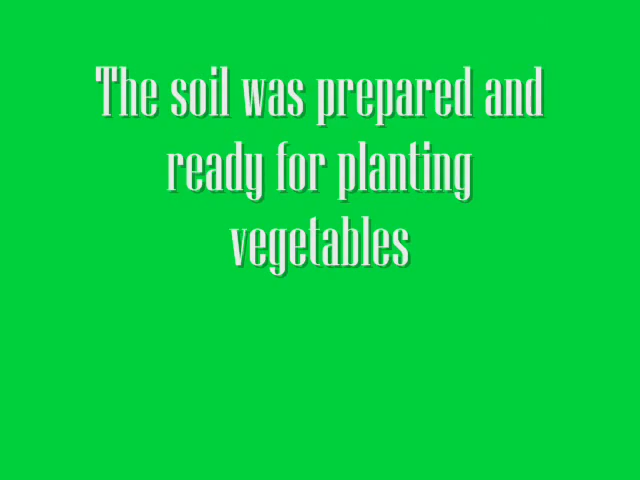 The soil was prepared and
ready for planting
vegetables